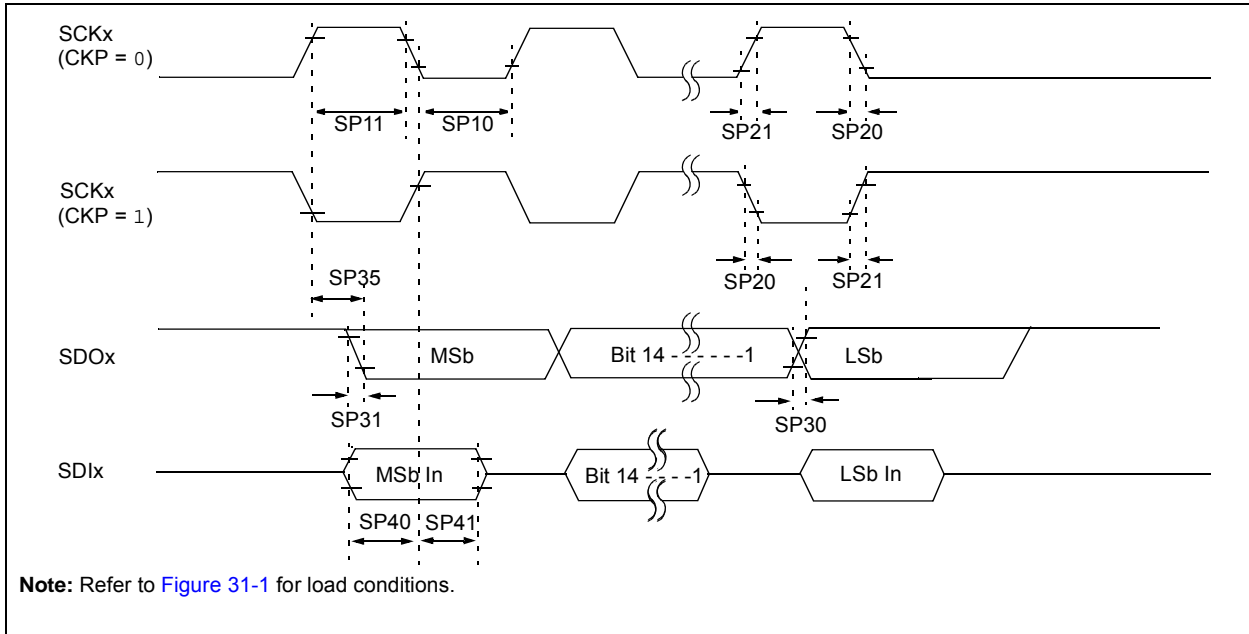 SCKx
(CKP = 0)
SP11
SP10
SP21
SP20
SCKx
(CKP = 1)
SP35
SP20
SP21
SDOx
MSb
Bit 14 - - - - - -1
LSb
SP31
SP30
SDIx
MSb In
Bit 14 - - - -1
LSb In
SP40
SP41
Note: Refer to Figure 31-1 for load conditions.